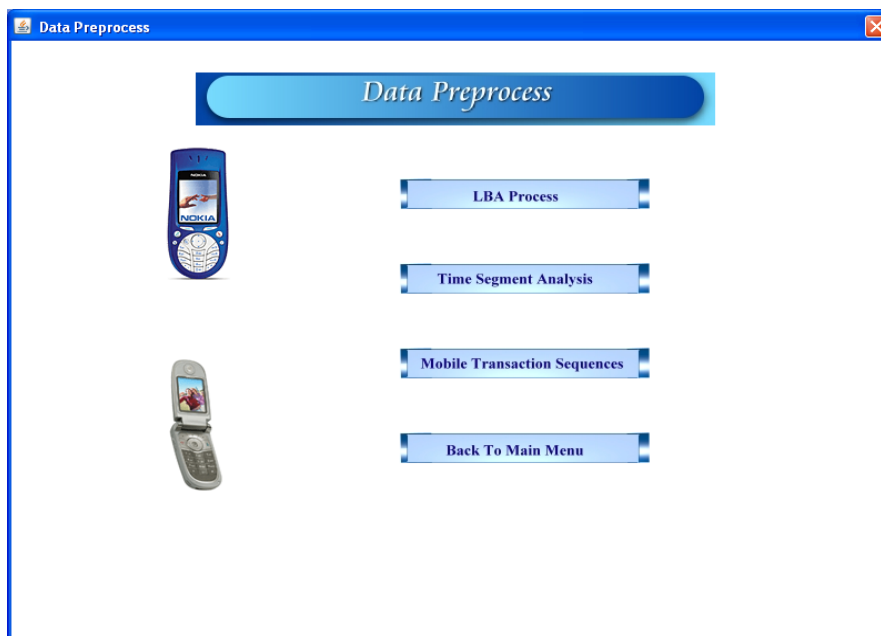 Data Preprocess
Data Preprocess
NOKIA
NOKIA
LBA Process
Time Segment Analysis
Mobile Transaction Sequences
Back To Main Menu